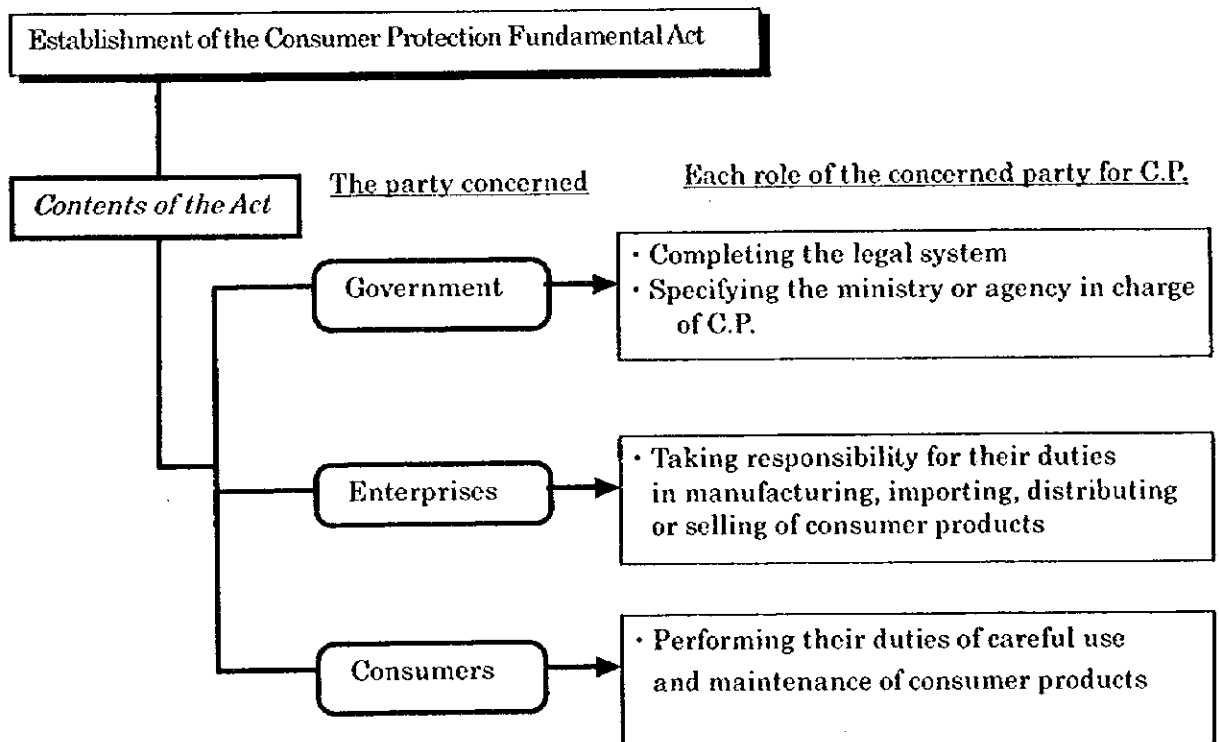 Establishment of the Consumer Protection Fundamental Act
Contents of the Act
The party concerned
Each role of the concerned party for C.P.
Government
· Completing the legal system
· Specifying the ministry or agency in charge
of C.P.
Enterprises
· Taking responsibility for their duties
in manufacturing, importing, distributing
or selling of consumer products
Consumers
· Performing their duties of careful use
and maintenance of consumer products